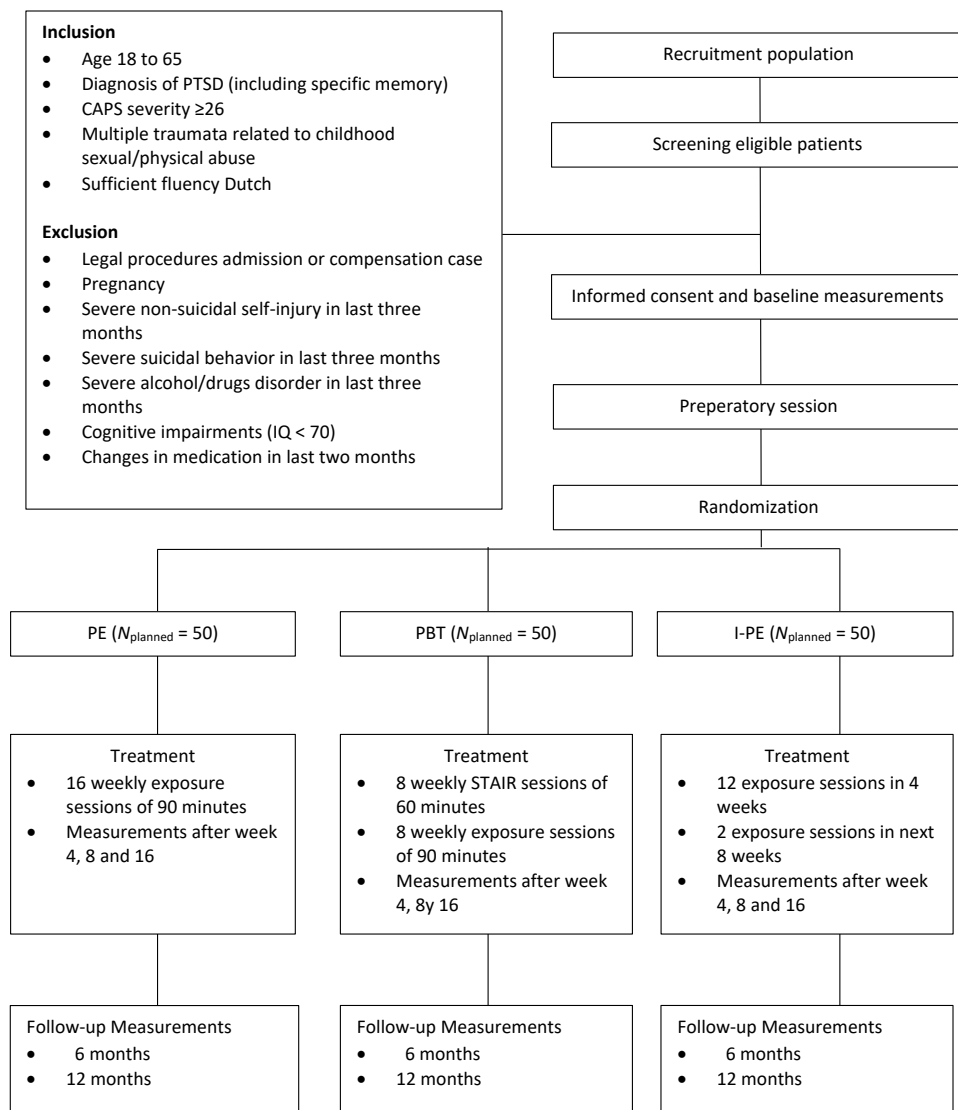 Inclusion
• Age 18 to 65
• Diagnosis of PTSD (including specific memory)
• CAPS severity ≥26
• Multiple traumata related to childhood
sexual/physical abuse
• Sufficient fluency Dutch
Exclusion
• Legal procedures admission or compensation case
• Pregnancy
• Severe non-suicidal self-injury in last three
months
• Severe suicidal behavior in last three months
• Severe alcohol/drugs disorder in last three
months
• Cognitive impairments (IQ < 70)
• Changes in medication in last two months
Recruitment population
Screening eligible patients
Informed consent and baseline measurements
Preperatory session
Randomization
PE (Nplanned = 50)
PBT (Nplanned = 50)
I-PE (Nplanned = 50)
Treatment
• 16 weekly exposure
sessions of 90 minutes
• Measurements after week
4, 8 and 16
Treatment
• 8 weekly STAIR sessions of
60 minutes
• 8 weekly exposure sessions
of 90 minutes
• Measurements after week
4, 8y 16
Treatment
• 12 exposure sessions in 4
weeks
• 2 exposure sessions in next
8 weeks
• Measurements after week
4, 8 and 16
Follow-up Measurements
• 6 months
• 12 months
Follow-up Measurements
• 6 months
• 12 months
Follow-up Measurements
• 6 months
• 12 months